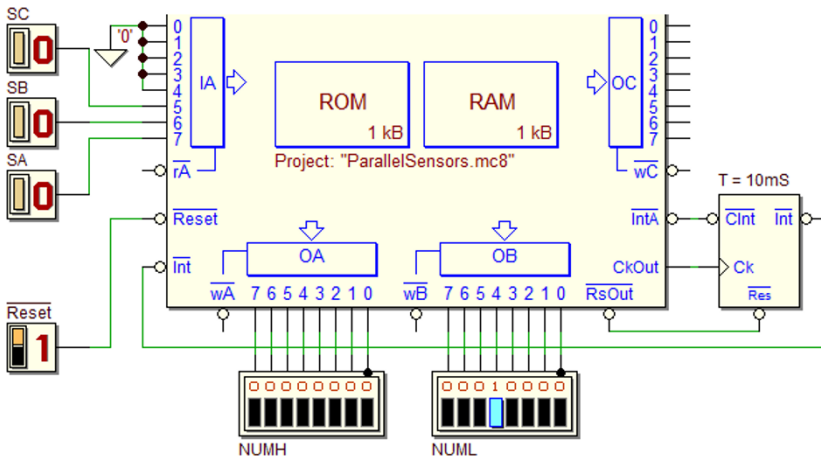 SC
0
'0'
0
1
2
3
4
5
6
7
IA
rA
SB
0
SA
0
ROM
1 kB
RAM
1 kB
Project: "ParallelSensors.mc8"
OC
0
1
2
3
4
5
6
7
wC
Reset
Int
Reset
1
OA
wA 7 6 5 4 3 2 1 0
OB
wB 7 6 5 4 3 2 1 0
IntA
CkOut
RsOut
T = 10mS
CInt Int
Ck
Res
0 0 0 0 0 0 0 0
NUMH
0 0 0 1 0 0 0 0
NUML